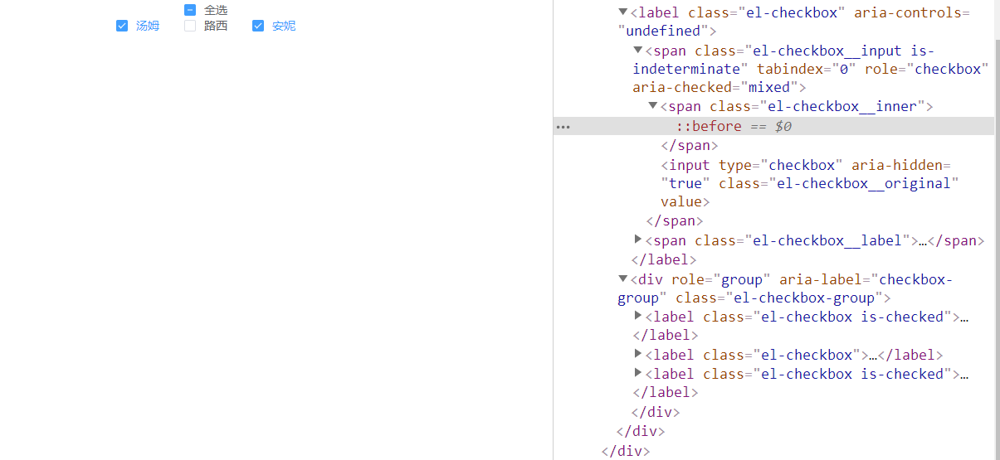 全选
汤姆 路西 安妮
<label class="el-checkbox" aria-controls=
"undefined">
<span class="el-checkbox__input is-
indeterminate" tabindex="0" role="checkbox"
aria-checked="mixed">
<span class="el-checkbox__inner">
… ::before == $0
</span>
<input type="checkbox" aria-hidden=
"true" class="el-checkbox__original"
value>
</span>
<span class="el-checkbox__label">…</span>
</label>
<div role="group" aria-label="checkbox-
group" class="el-checkbox-group">
<label class="el-checkbox is-checked">…
</label>
<label class="el-checkbox">…</label>
<label class="el-checkbox is-checked">…
</label>
</div>
</div>
</div>